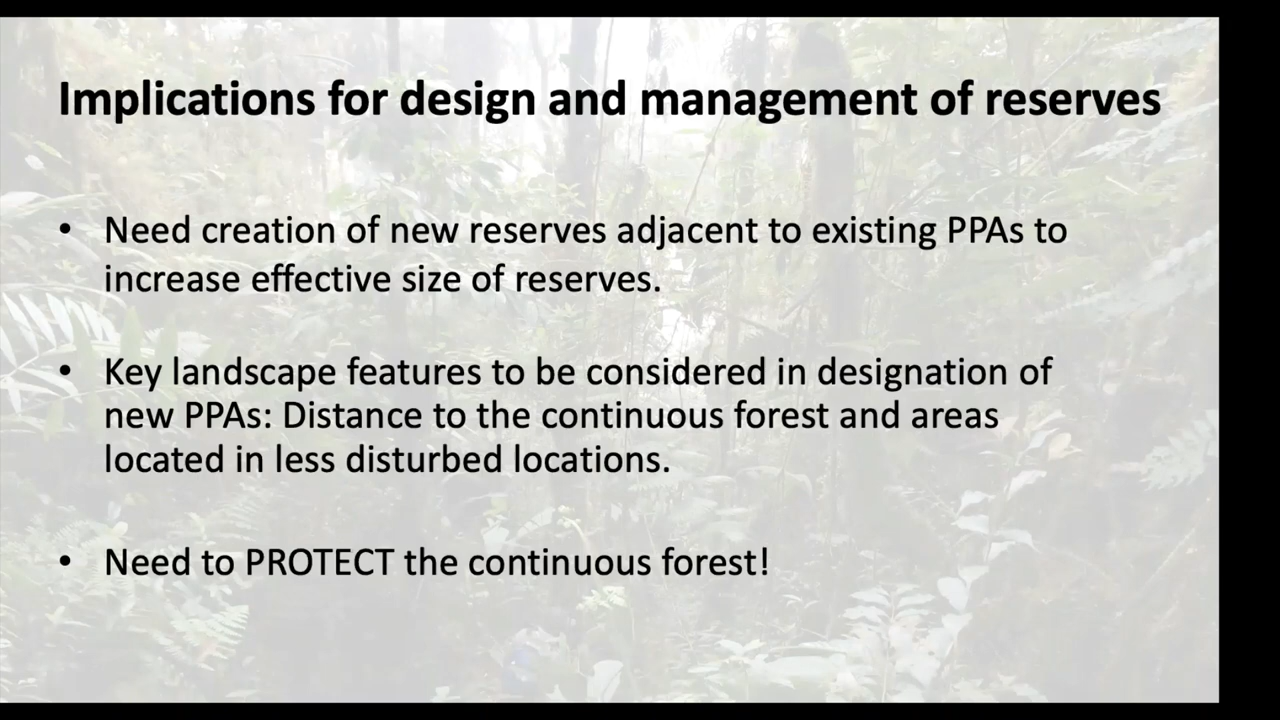 Implications for design and management of reserves
• Need creation of new reserves adjacent to existing PPAs to
increase effective size of reserves.
• Key landscape features to be considered in designation of
new PPAs: Distance to the continuous forest and areas
located in less disturbed locations.
• Need to PROTECT the continuous forest!